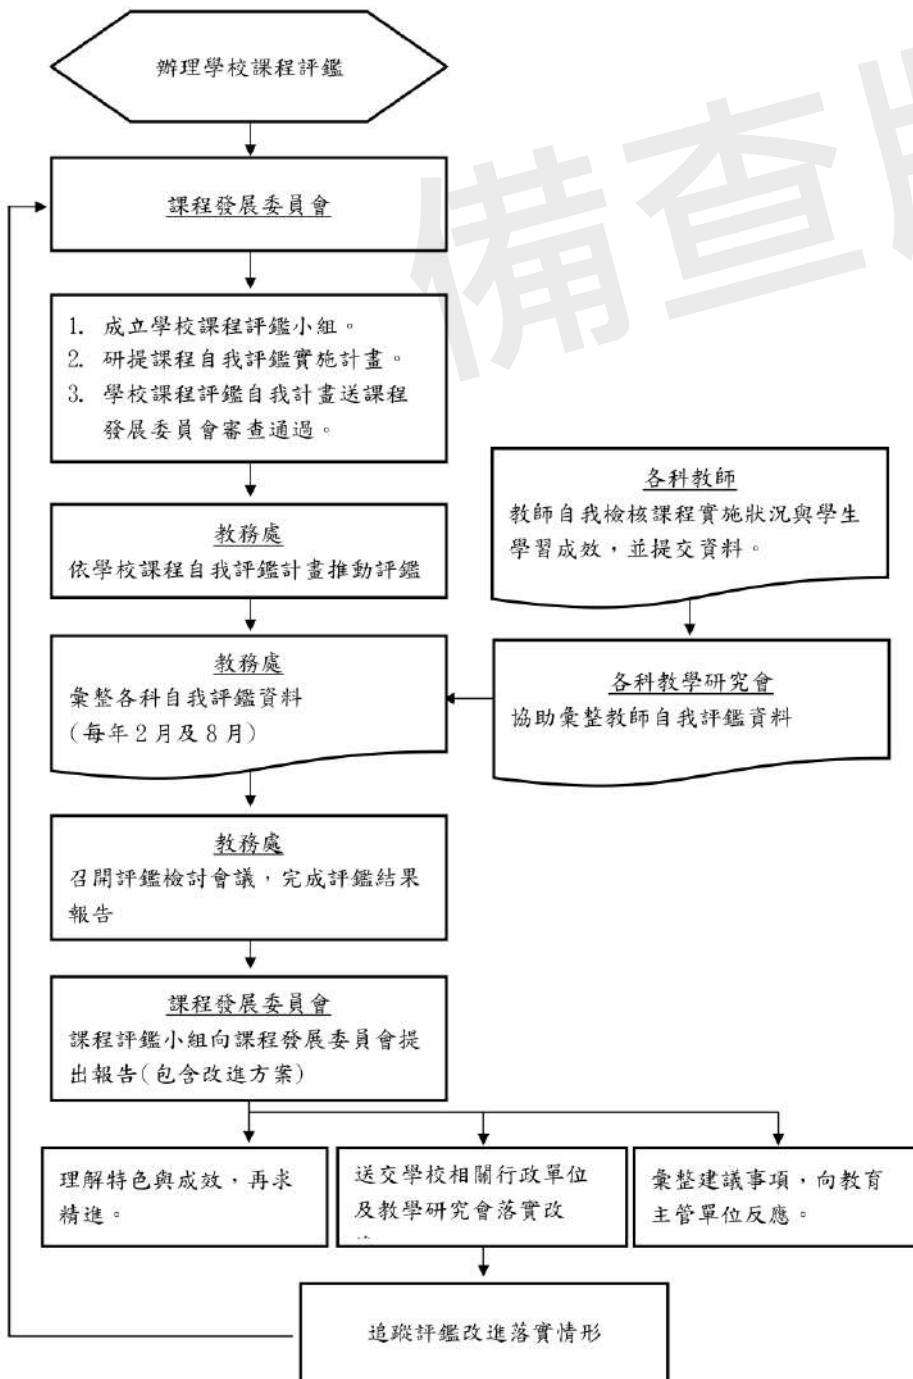 辦理學校課程評鑑
備查版
課程發展委員會
1. 成立學校課程評鑑小組。
2. 研提課程自我評鑑實施計畫。
3. 學校課程評鑑自我計畫送課程
發展委員會審查通過。
各科教師
教師自我檢核課程實施狀況與學生
學習成效，並提交資料。
教務處
依學校課程自我評鑑計畫推動評鑑
教務處
彙整各科自我評鑑資料
(每年2月及8月)
各科教學研究會
協助彙整教師自我評鑑資料
教務處
召開評鑑檢討會議，完成評鑑結果
報告
課程發展委員會
課程評鑑小組向課程發展委員會提
出報告(包含改進方案)
理解特色與成效，再求
精進。
送交學校相關行政單位
及教學研究會落實改
彙整建議事項，向教育
主管單位反應。
追蹤評鑑改進落實情形